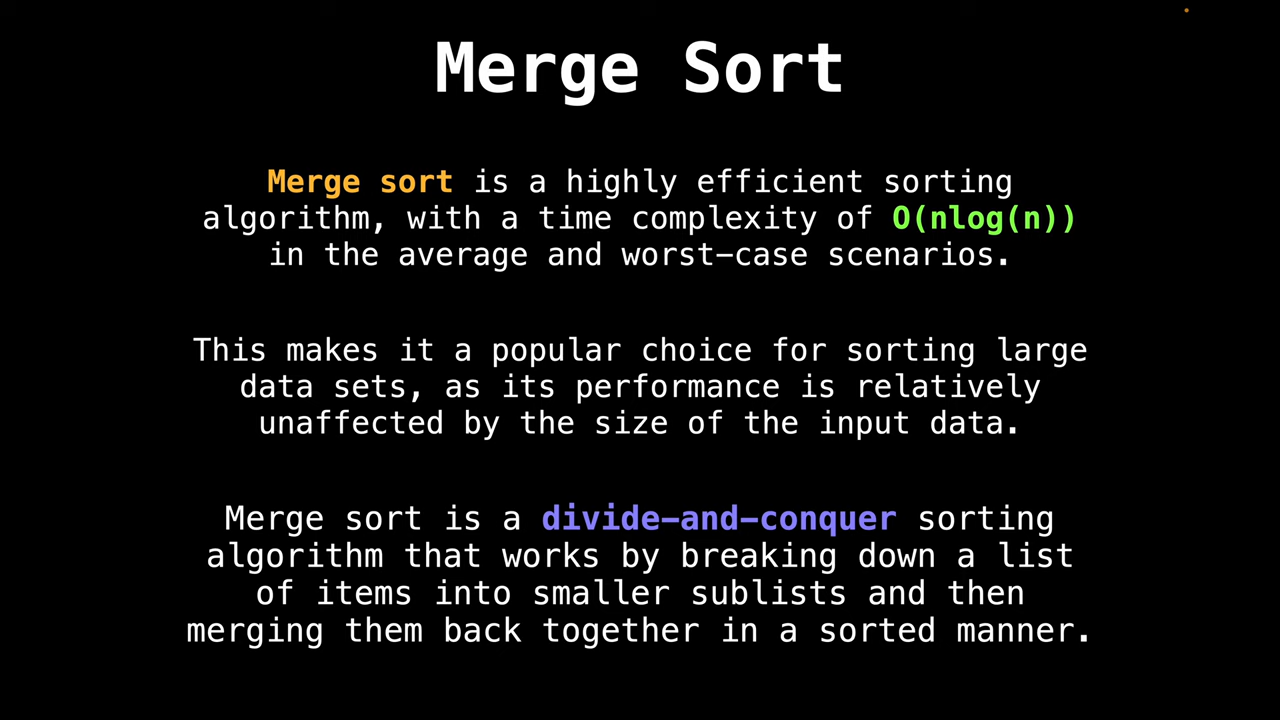 Merge Sort
Merge sort is a highly efficient sorting
algorithm, with a time complexity of O(nlog(n))
in the average and worst-case scenarios.
This makes it a popular choice for sorting large
data sets, as its performance is relatively
unaffected by the size of the input data.
Merge sort is a divide-and-conquer sorting
algorithm that works by breaking down a list
of items into smaller sublists and then
merging them back together in a sorted manner.